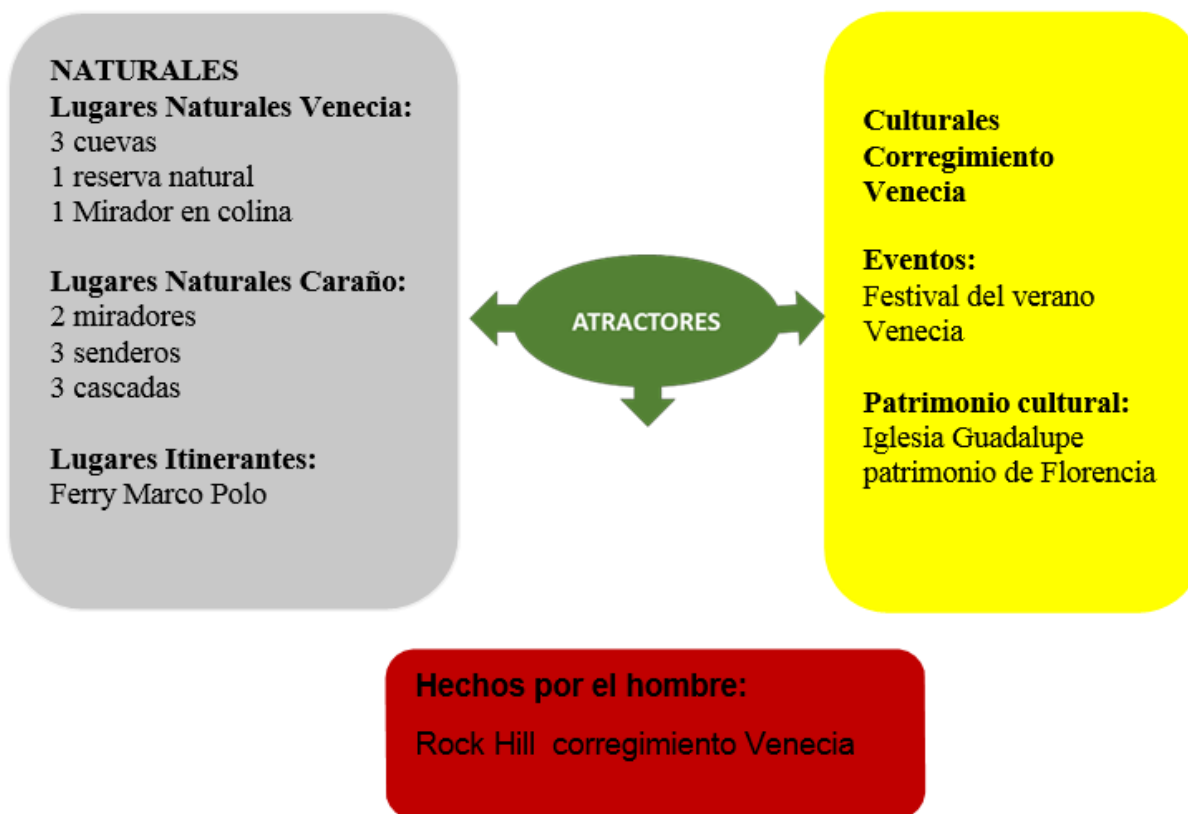 NATURALES
Lugares Naturales Venecia:
3 cuevas
1 reserva natural
1 Mirador en colina
Lugares Naturales Caraño:
2 miradores
3 senderos
3 cascadas
Lugares Itinerantes:
Ferry Marco Polo
ATRACTORES
Culturales
Corregimiento
Venecia
Eventos:
Festival del verano
Venecia
Patrimonio cultural:
Iglesia Guadalupe
patrimonio de Florencia
Hechos por el hombre:
Rock Hill corregimiento Venecia